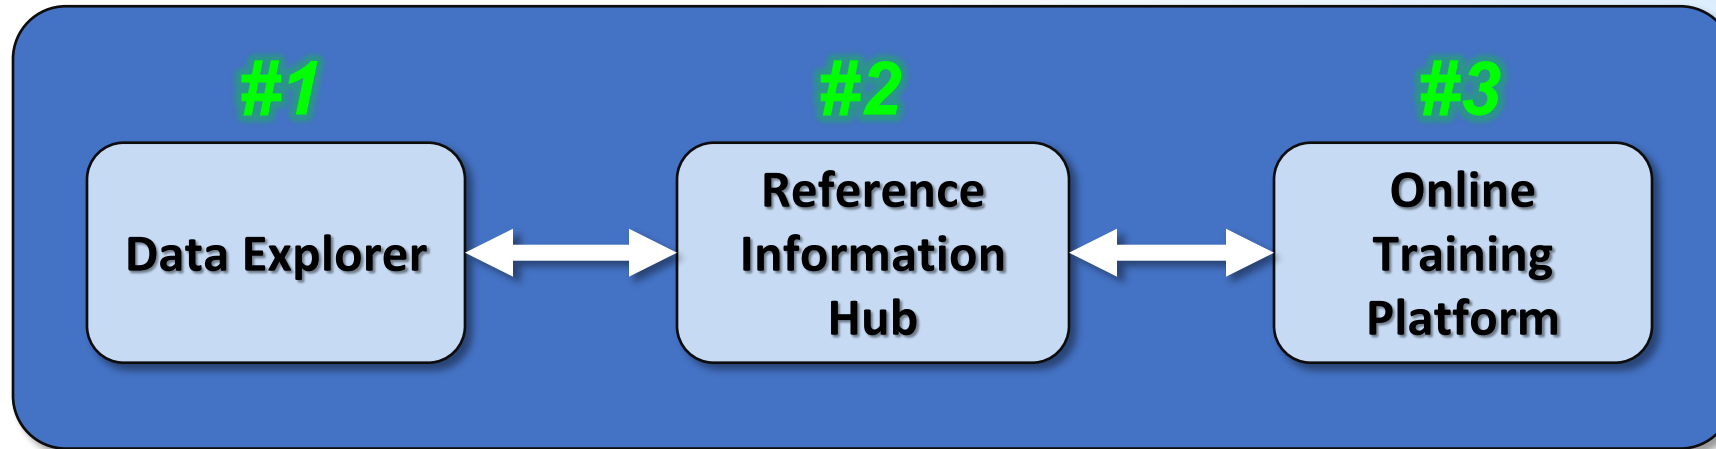 #1
#2
#3
Data Explorer
Reference
Information
Hub
Online
Training
Platform